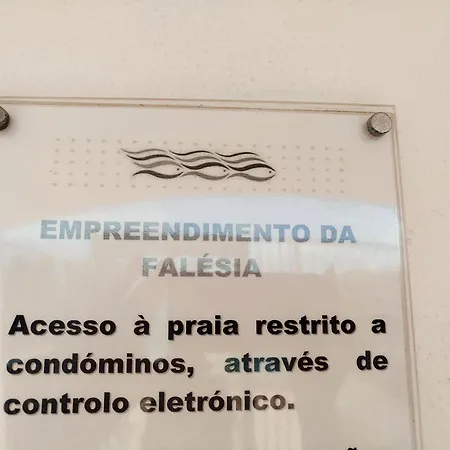 EMPREENDIMENTO DA
FALÉSIA
Acesso à praia restrito a
condóminos, através de
controlo eletrónico.